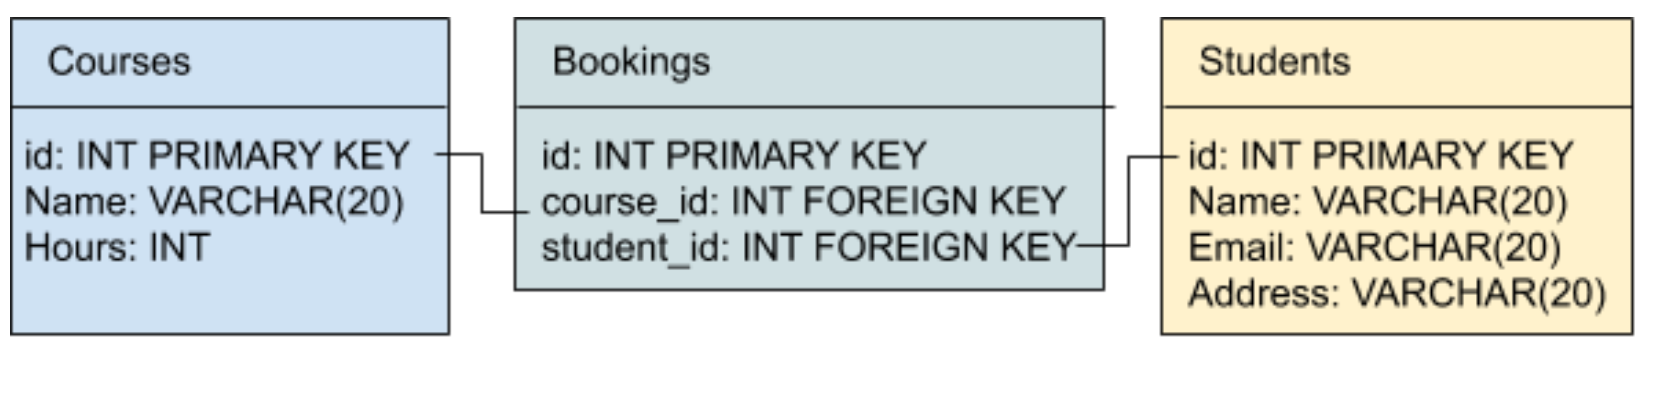 Courses
id: INT PRIMARY KEY
Name: VARCHAR(20)
Hours: INT
Bookings
id: INT PRIMARY KEY
course_id: INT FOREIGN KEY
student_id: INT FOREIGN KEY
Students
id: INT PRIMARY KEY
Name: VARCHAR(20)
Email: VARCHAR(20)
Address: VARCHAR(20)